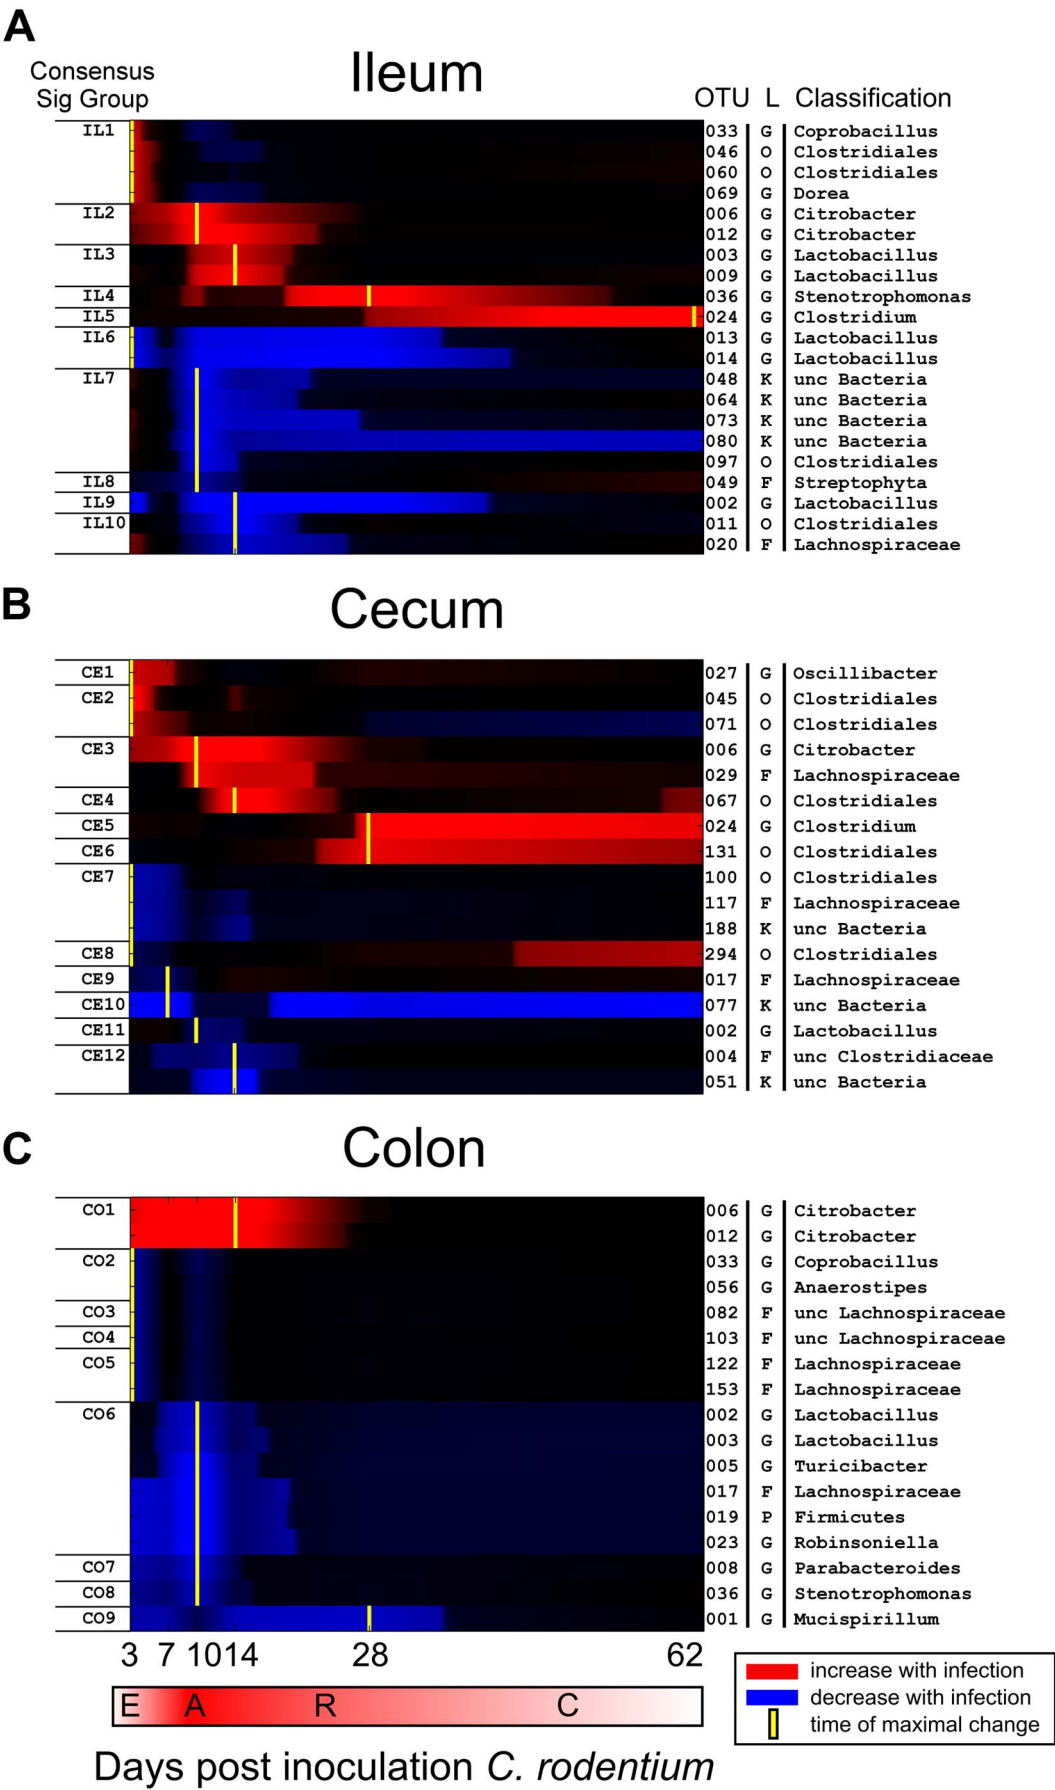 A
Ileum
Consensus
Sig Group
OTU L Classification
IL1 033 G Coprobacillus
046 O Clostridiales
060 O Clostridiales
069 G Dorea
IL2 006 G Citrobacter
012 G Citrobacter
IL3 003 G Lactobacillus
009 G Lactobacillus
IL4 036 G Stenotrophomonas
IL5 024 G Clostridium
IL6 013 G Lactobacillus
014 G Lactobacillus
IL7 048 K unc Bacteria
064 K unc Bacteria
073 K unc Bacteria
080 K unc Bacteria
097 O Clostridiales
IL8 049 F Streptophyta
IL9 002 G Lactobacillus
IL10 011 O Clostridiales
020 F Lachnospiraceae
B
Cecum
CE1 027 G Oscillibacter
CE2 045 O Clostridiales
071 O Clostridiales
CE3 006 G Citrobacter
029 F Lachnospiraceae
CE4 067 O Clostridiales
CE5 024 G Clostridium
CE6 131 O Clostridiales
CE7 100 O Clostridiales
117 F Lachnospiraceae
188 K unc Bacteria
CE8 294 O Clostridiales
CE9 017 F Lachnospiraceae
CE10 077 K unc Bacteria
CE11 002 G Lactobacillus
CE12 004 F unc Clostridiaceae
051 K unc Bacteria
C
Colon
CO1 006 G Citrobacter
012 G Citrobacter
CO2 033 G Coprobacillus
056 G Anaerostipes
CO3 082 F unc Lachnospiraceae
CO4 103 F unc Lachnospiraceae
CO5 122 F Lachnospiraceae
153 F Lachnospiraceae
CO6 002 G Lactobacillus
003 G Lactobacillus
005 G Turicibacter
017 F Lachnospiraceae
019 P Firmicutes
023 G Robinsoniella
CO7 008 G Parabacteroides
CO8 036 G Stenotrophomonas
CO9 001 G Mucispirillum
3 7 10 14 28 62
E A R C
Days post inoculation C. rodentium
increase with infection
decrease with infection
time of maximal change